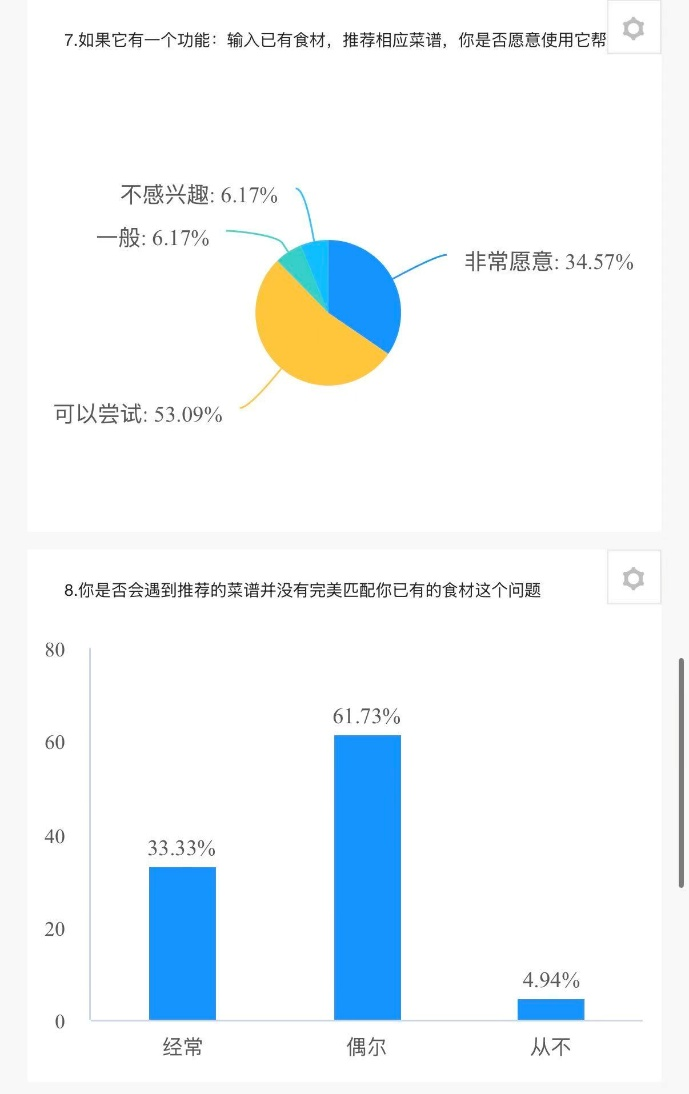 7.如果它有一个功能：输入已有食材，推荐相应菜谱，你是否愿意使用它帮
不感兴趣: 6.17%
一般: 6.17%
非常愿意: 34.57%
可以尝试: 53.09%
8.你是否会遇到推荐的菜谱并没有完美匹配你已有的食材这个问题
80
61.73%
60
40
33.33%
20
4.94%
0
经常
偶尔
从不